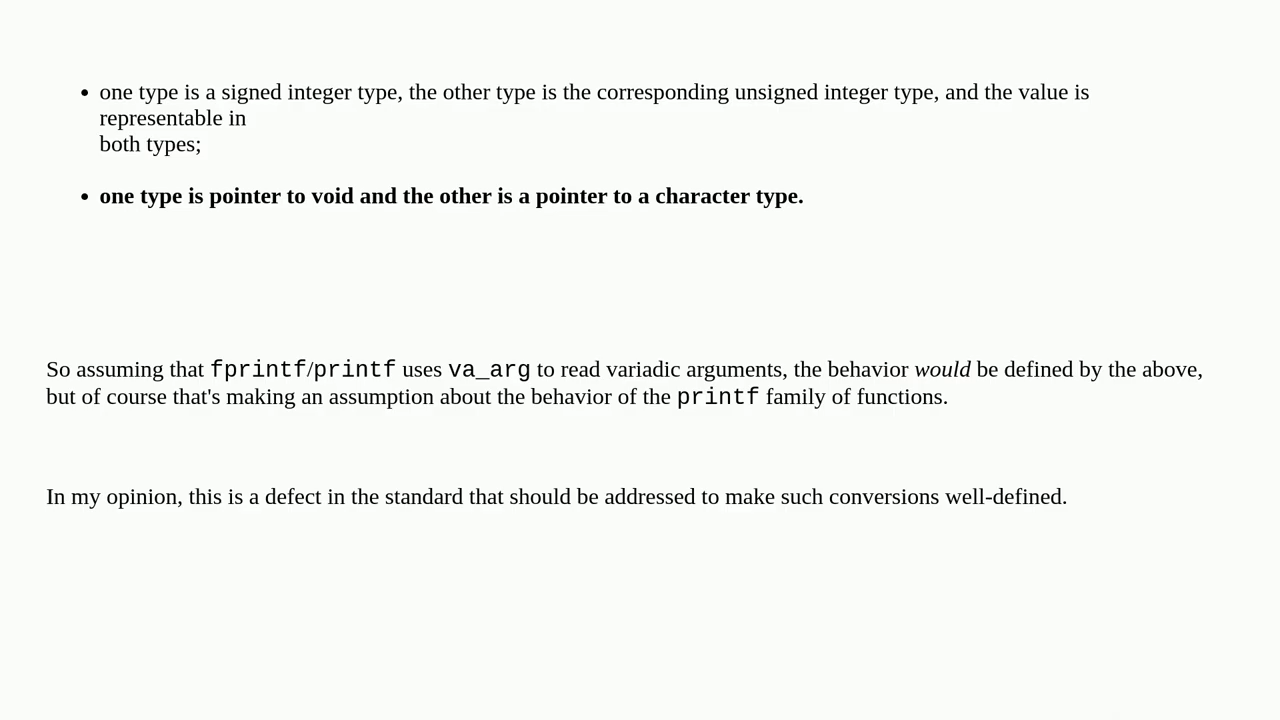 • one type is a signed integer type, the other type is the corresponding unsigned integer type, and the value is
representable in
both types;
• one type is pointer to void and the other is a pointer to a character type.
So assuming that fprintf/printf uses va_arg to read variadic arguments, the behavior would be defined by the above,
but of course that's making an assumption about the behavior of the printf family of functions.
In my opinion, this is a defect in the standard that should be addressed to make such conversions well-defined.